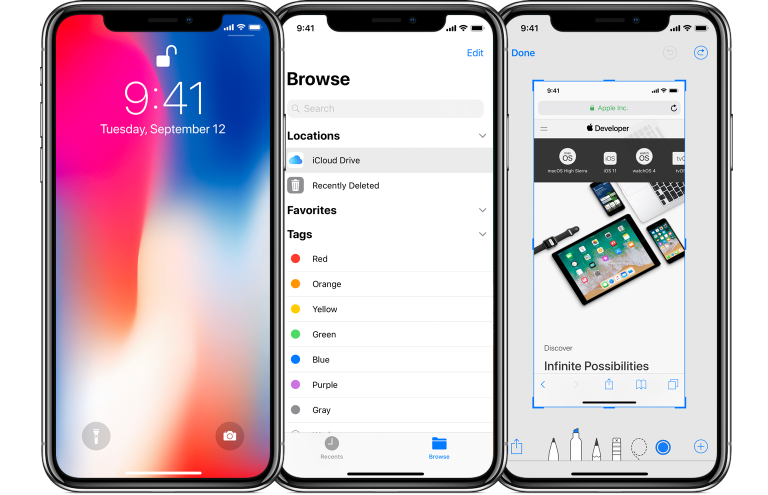 9:41
Tuesday, September 12
9:41
Edit
Browse
Search
Locations
iCloud Drive
Recently Deleted
Favorites
Tags
Red
Orange
Yellow
Green
Blue
Purple
Gray
Recents
Browse
9:41
Done
9:41
Apple Inc.
Developer
macOS High Sierra
iOS 11
watchOS 4
Discover
Infinite Possibilities